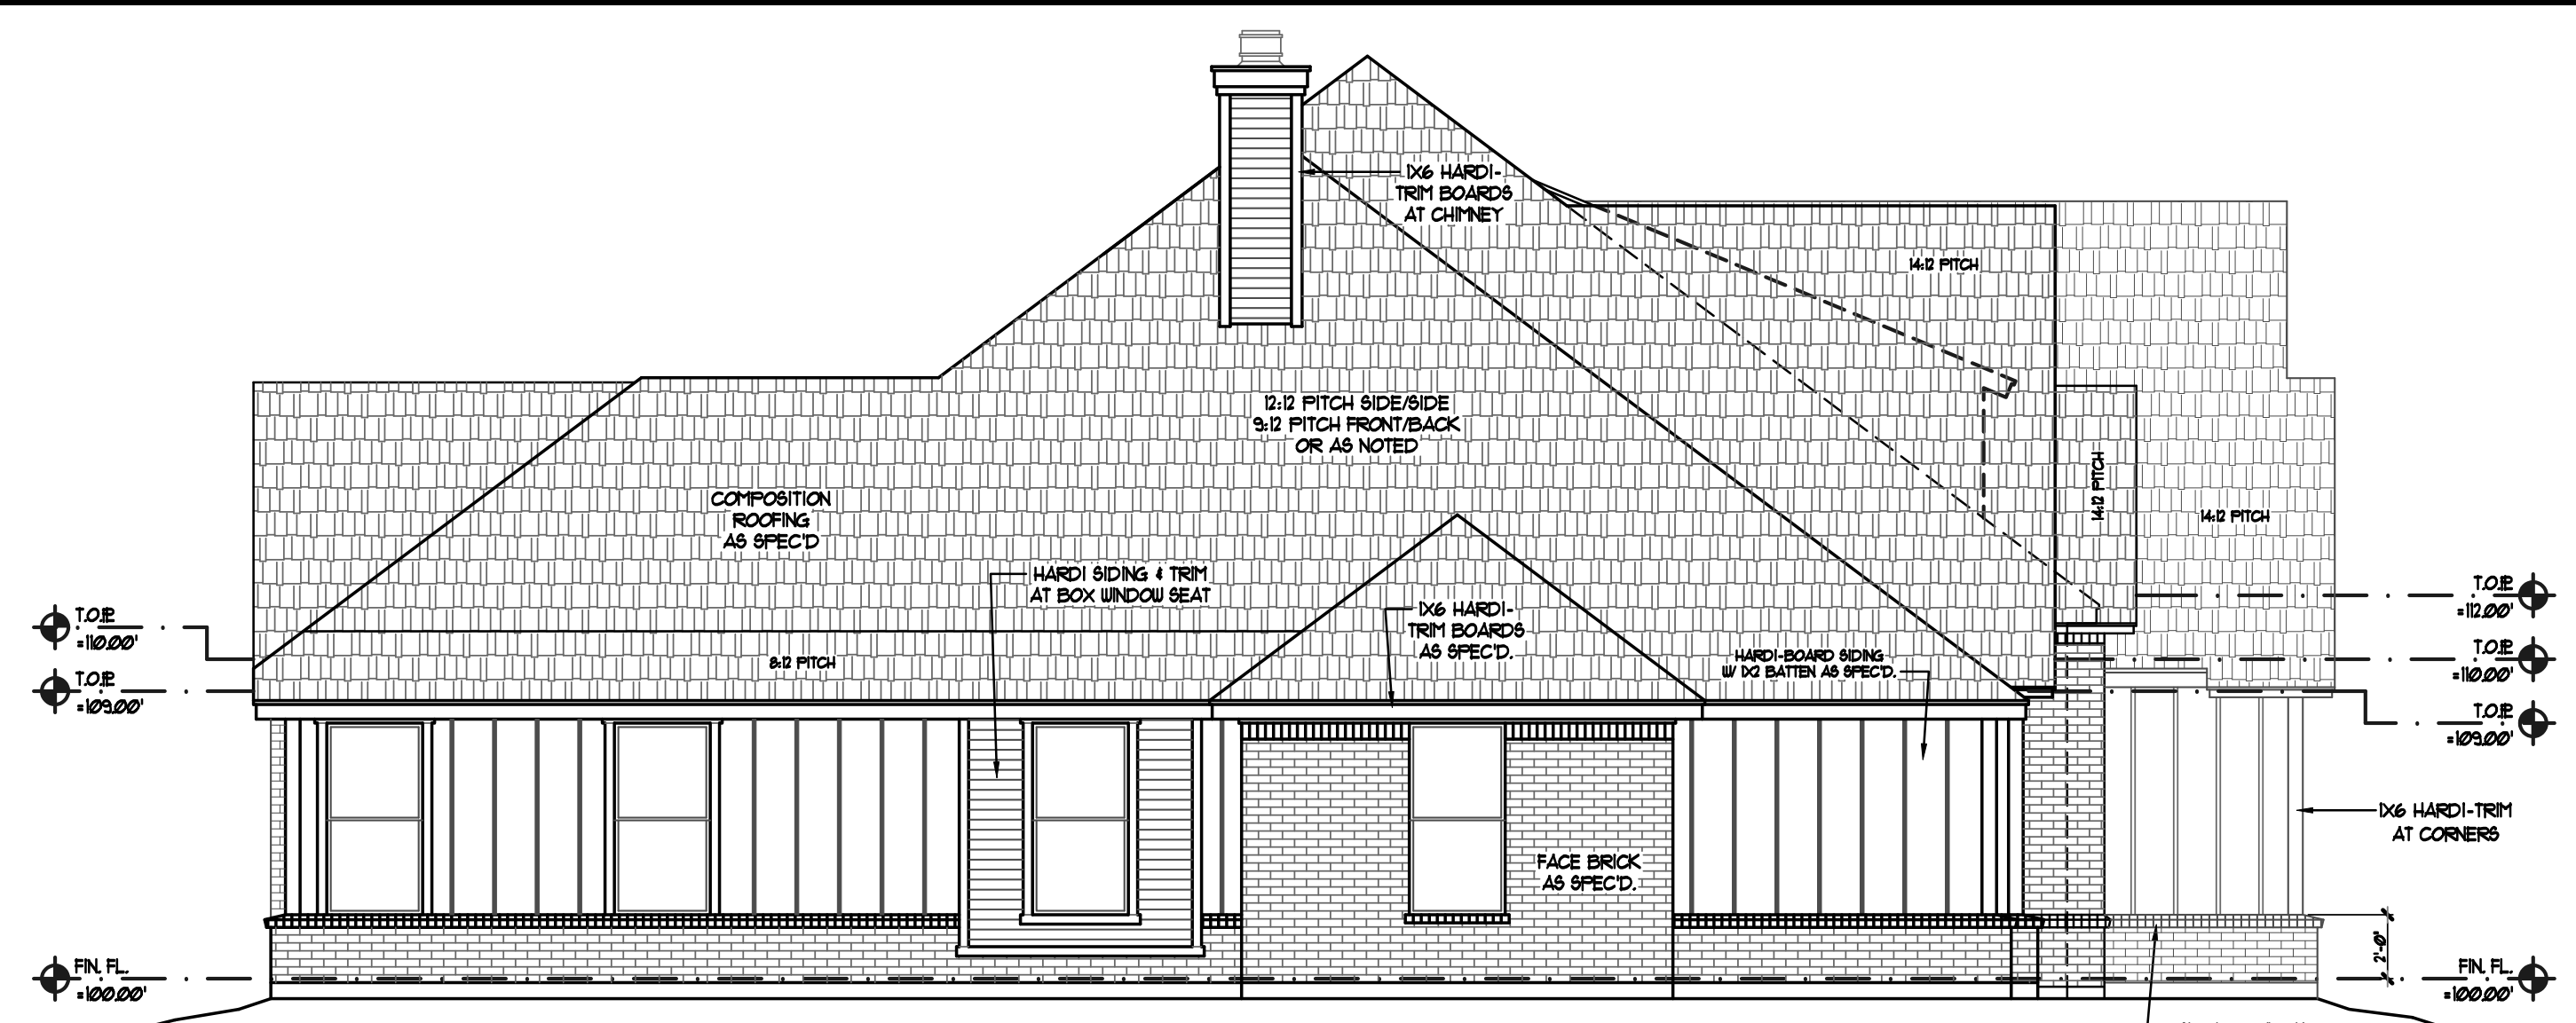 1X6 HARDI-
TRIM BOARDS
AT CHIMNEY
14:12 PITCH
12:12 PITCH SIDE/SIDE
9:12 PITCH FRONT/BACK
OR AS NOTED
COMPOSITION
ROOFING
AS SPEC'D
14:12 PITCH
14:12 PITCH
HARDI SIDING & TRIM
AT BOX WINDOW SEAT
1X6 HARDI-
TRIM BOARDS
AS SPEC'D.
8:12 PITCH
HARDI-BOARD SIDING
W/ 1X2 BATTEN AS SPEC'D.
T.O.P.
=110.00'
T.O.P.
=109.00'
T.O.P.
=112.00'
T.O.P.
=110.00'
T.O.P.
=109.00'
1X6 HARDI-TRIM
AT CORNERS
FACE BRICK
AS SPEC'D.
2'-0"
FIN. FL.
=100.00'
FIN. FL.
=100.00'